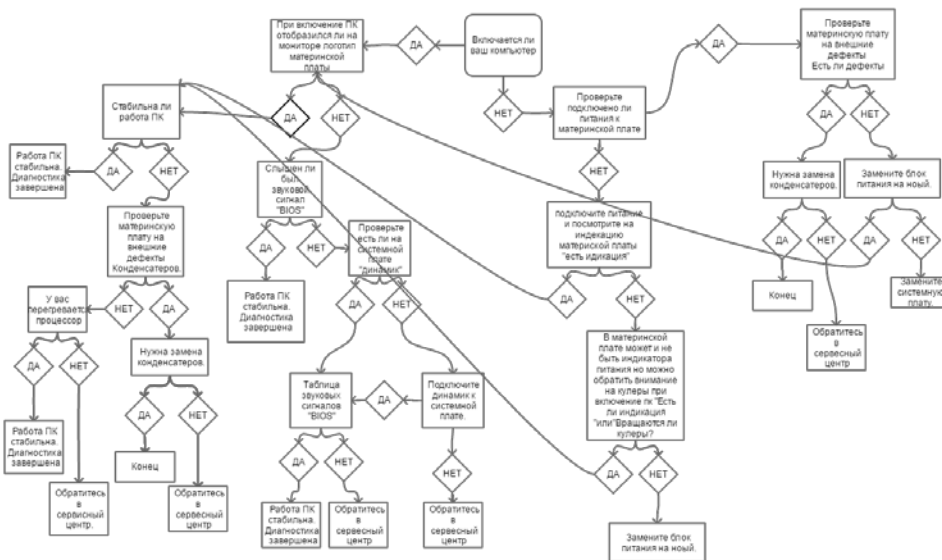 При включение ПК
отобразился ли на
мониторе логотип
материнской
платы
ДА
Включается ли
ваш компьютер
ДА
Проверьте
материнскую плату
на внешние
дефекты
Есть ли дефекты
Стабильна ли
работа ПК
ДА
НЕТ
НЕТ
Проверьте
подключено ли
питания к
материнской плате
ДА
НЕТ
Работа ПК
стабильна.
Диагностика
завершена
ДА
НЕТ
Слышен ли
был
звуковой
сигнал
"BIOS"
НЕТ
Нужна замена
конденсаторов.
Замените блок
питания на ноый.
Проверьте
материнскую
плату на
внешние
дефекты
Конденсатеров.
ДА
НЕТ
Проверьте
есть ли на
системной
плате
"динамик"
подключите питание
и посмотрите на
индекацию
материской платы
"есть идикация"
ДА
НЕТ
ДА
НЕТ
У вас
перегревается
процессор
НЕТ
ДА
Работа ПК
стабильна.
Диагностика
завершена
ДА
НЕТ
ДА
НЕТ
Конец
Замените
системную
плату.
Обратитесь
в
сервесный
центр
ДА
НЕТ
Нужна замена
конденсатеров.
Таблица
звуковых
сигналов
"BIOS"
ДА
Подключите
динамик к
системной
плате.
В материнской
плате может и не
быть индикатора
питания но можно
обратить внимание
на кулеры при
включение пк "Есть
ли индикация
"или"Вращаются ли
кулеры?
Работа ПК
стабильна.
Диагностика
завершена
ДА
НЕТ
Конец
ДА
НЕТ
НЕТ
ДА
НЕТ
Обратитесь
в
сервисный
центр.
Обратитесь
в
сервесный
центр
Работа ПК
стабильна.
Диагностика
завершена
Обратитесь
в
сервесный
центр
Обратитесь
в
сервесный
центр
Замените блок
питания на ноый.